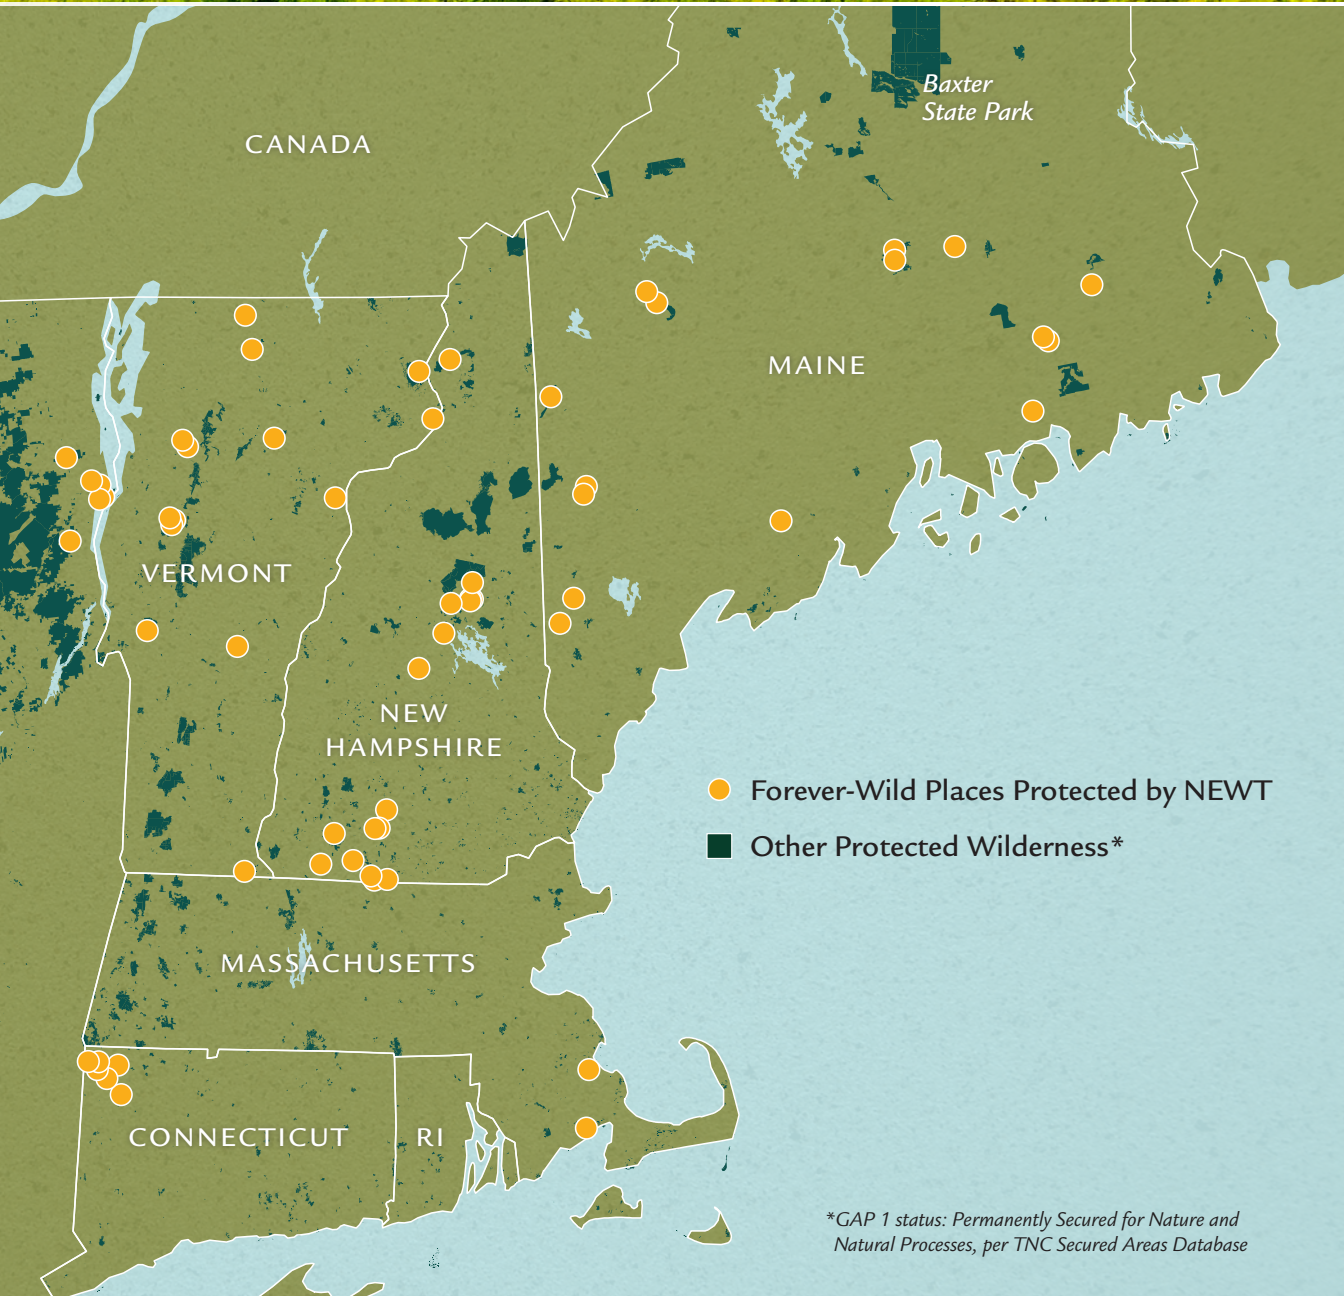 Baxter
State Park
CANADA
MAINE
VERMONT
NEW
HAMPSHIRE
Forever-Wild Places Protected by NEWT
Other Protected Wilderness*
MASSACHUSETTS
CONNECTICUT
RI
*GAP 1 status: Permanently Secured for Nature and
Natural Processes, per TNC Secured Areas Database